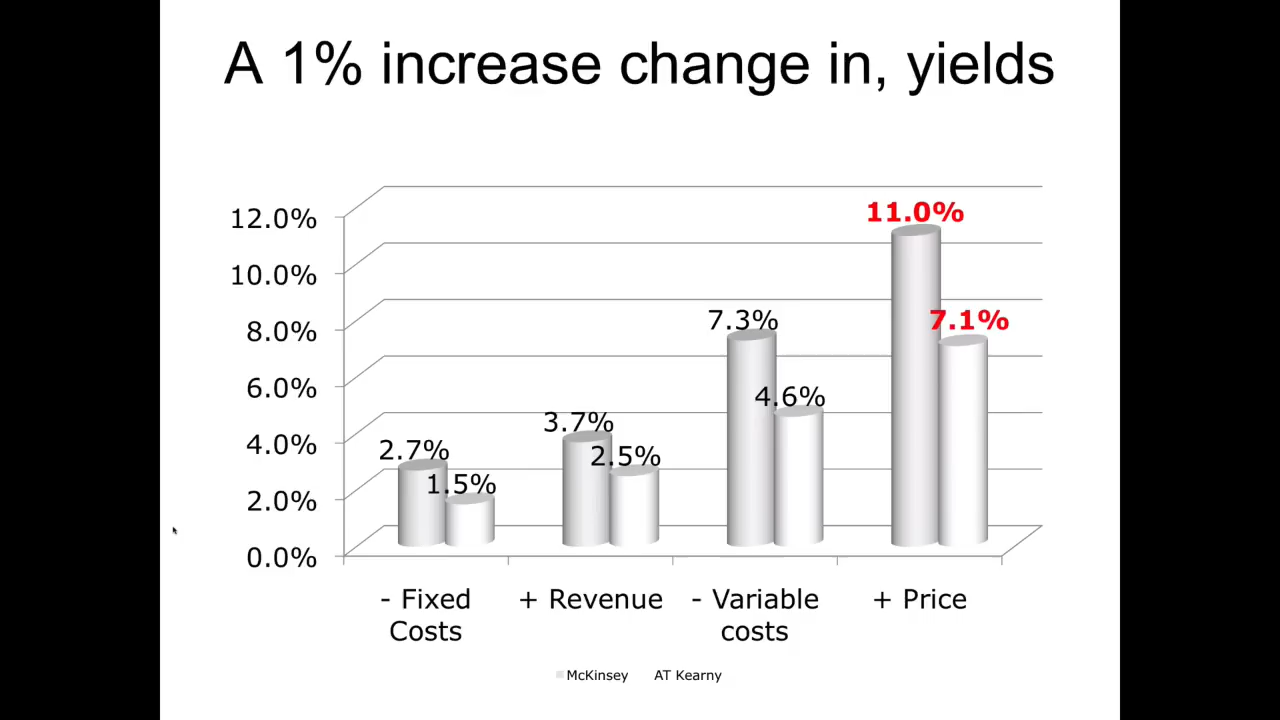 A 1% increase change in, yields
12.0%
10.0%
8.0%
6.0%
4.0%
2.0%
0.0%
2.7%
1.5%
3.7%
2.5%
7.3%
4.6%
11.0%
7.1%
- Fixed
Costs
+ Revenue
- Variable
costs
+ Price
McKinsey
AT Kearny